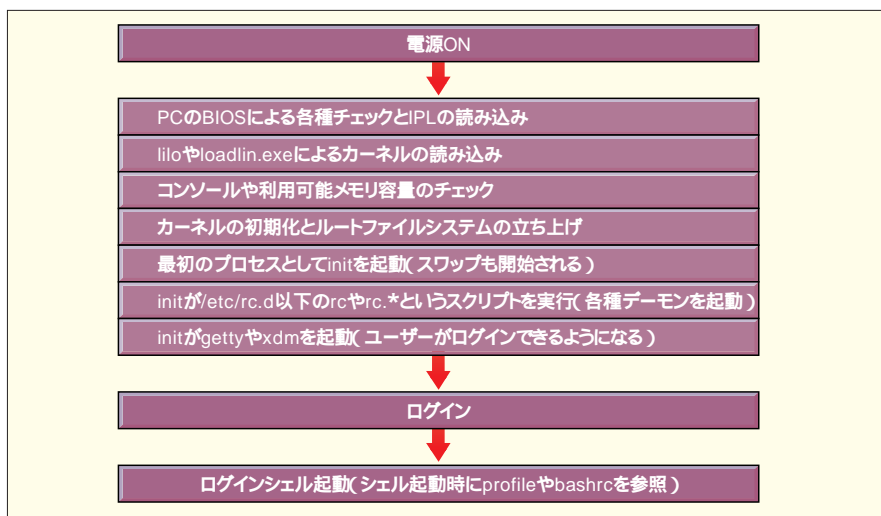 電源ON
PCのBIOSによる各種チェックとIPLの読み込み
liloやloadlin.exeによるカーネルの読み込み
コンソールや利用可能メモリ容量のチェック
カーネルの初期化とルートファイルシステムの立ち上げ
最初のプロセスとしてinitを起動(スワップも開始される)
initが/etc/rc.d以下のrcやrc.*というスクリプトを実行(各種デーモンを起動)
initがgettyやxdmを起動(ユーザーがログインできるようになる)
ログイン
ログインシェル起動(シェル起動時にprofileやbashrcを参照)